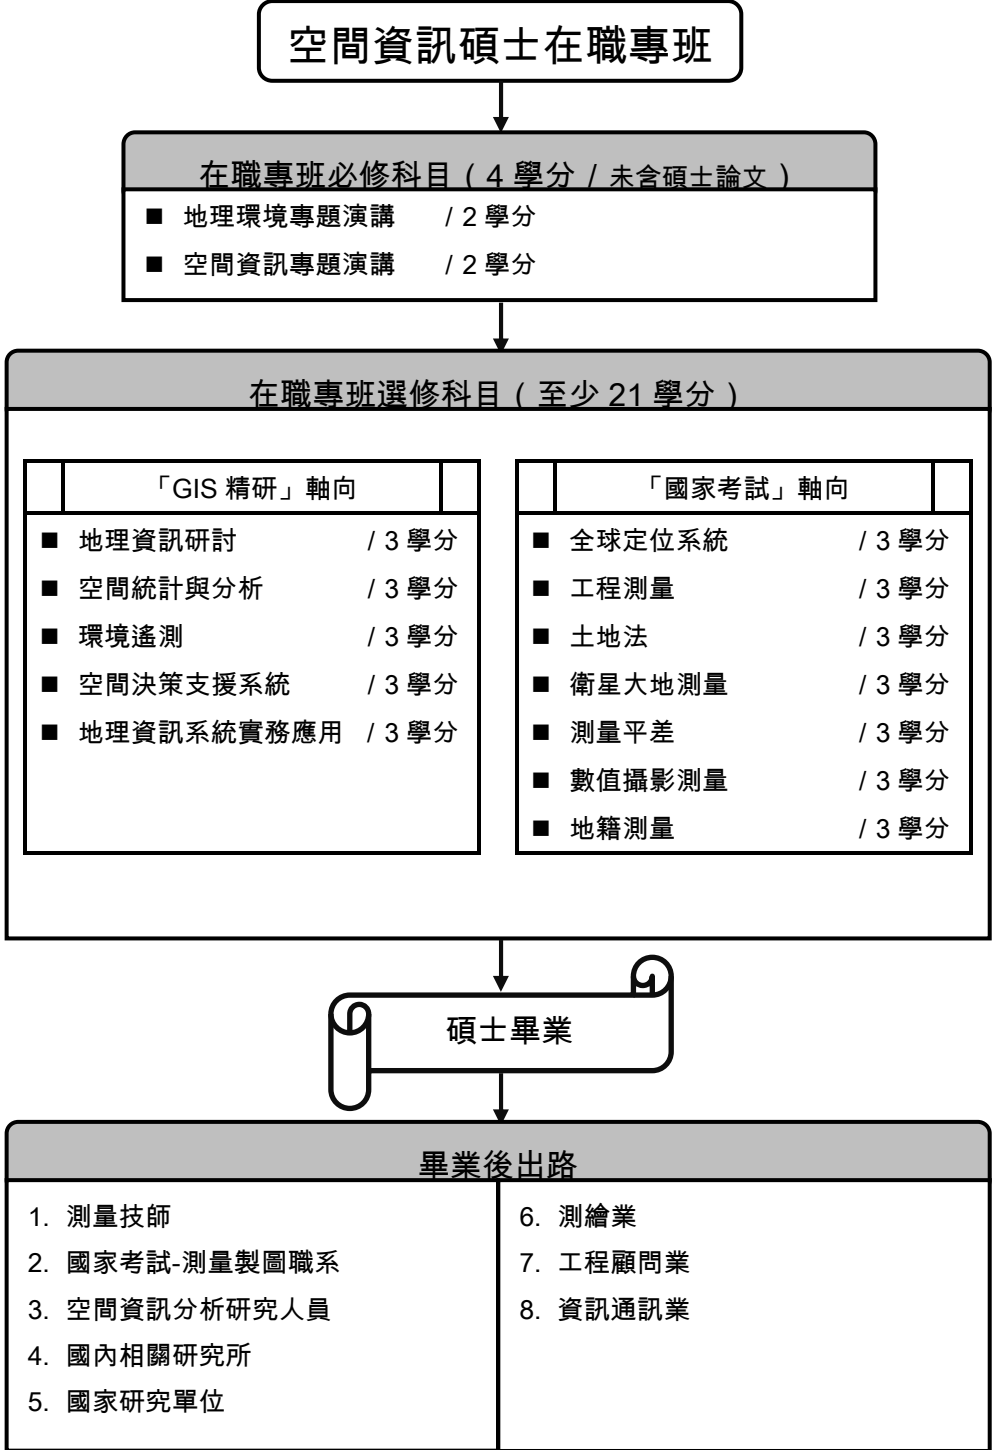 空間資訊碩士在職專班
在職專班必修科目（4 學分 / 未含碩士論文）
■ 地理環境專題演講 / 2 學分
■ 空間資訊專題演講 / 2 學分
在職專班選修科目（至少 21 學分）
「GIS 精研」軸向
■ 地理資訊研討 / 3 學分
■ 空間統計與分析 / 3 學分
■ 環境遙測 / 3 學分
■ 空間決策支援系統 / 3 學分
■ 地理資訊系統實務應用 / 3 學分
「國家考試」軸向
■ 全球定位系統 / 3 學分
■ 工程測量 / 3 學分
■ 土地法 / 3 學分
■ 衛星大地測量 / 3 學分
■ 測量平差 / 3 學分
■ 數值攝影測量 / 3 學分
■ 地籍測量 / 3 學分
碩士畢業
畢業後出路
1. 測量技師
2. 國家考試-測量製圖職系
3. 空間資訊分析研究人員
4. 國內相關研究所
5. 國家研究單位
6. 測繪業
7. 工程顧問業
8. 資訊通訊業